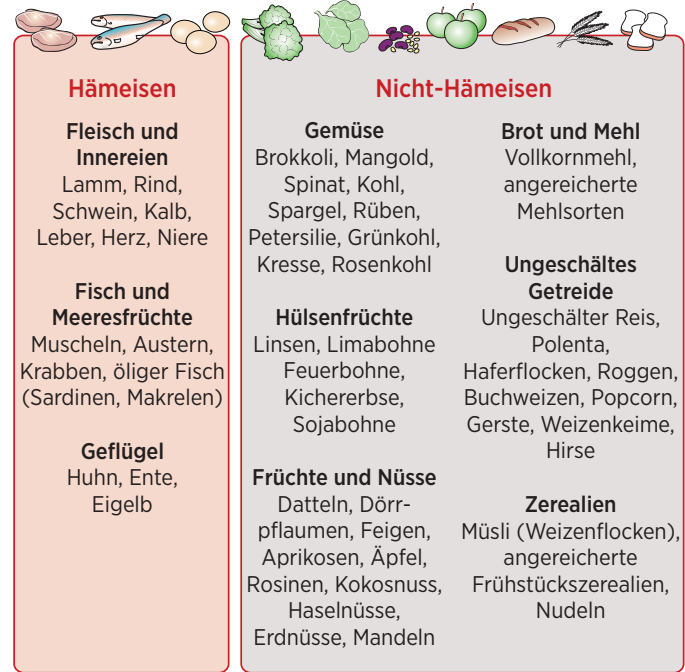 Hämeisen
Fleisch und
Innereien
Lamm, Rind,
Schwein, Kalb,
Leber, Herz, Niere
Fisch und
Meeresfrüchte
Muscheln, Austern,
Krabben, öliger Fisch
(Sardinen, Makrelen)
Geflügel
Huhn, Ente,
Eigelb
Nicht-Hämeisen
Gemüse
Brokkoli, Mangold,
Spinat, Kohl,
Spargel, Rüben,
Petersilie, Grünkohl,
Kresse, Rosenkohl
Hülsenfrüchte
Linsen, Limabohne
Feuerbohne,
Kichererbse,
Sojabohne
Früchte und Nüsse
Datteln, Dörr-
pflaumen, Feigen,
Aprikosen, Äpfel,
Rosinen, Kokosnuss,
Haselnüsse,
Erdnüsse, Mandeln
Brot und Mehl
Vollkornmehl,
angereicherte
Mehlsorten
Ungeschältes
Getreide
Ungeschälter Reis,
Polenta,
Haferflocken, Roggen,
Buchweizen, Popcorn,
Gerste, Weizenkeime,
Hirse
Zerealien
Müsli (Weizenflocken),
angereicherte
Frühstückszerealien,
Nudeln